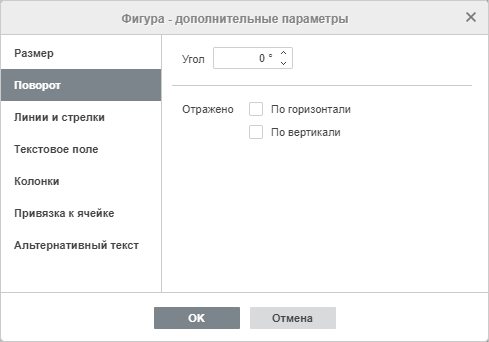 Фигура - дополнительные параметры
Размер
Поворот
Линии и стрелки
Текстовое поле
Колонки
Привязка к ячейке
Альтернативный текст
Угол 0 °
Отражено По горизонтали
По вертикали
OK Отмена